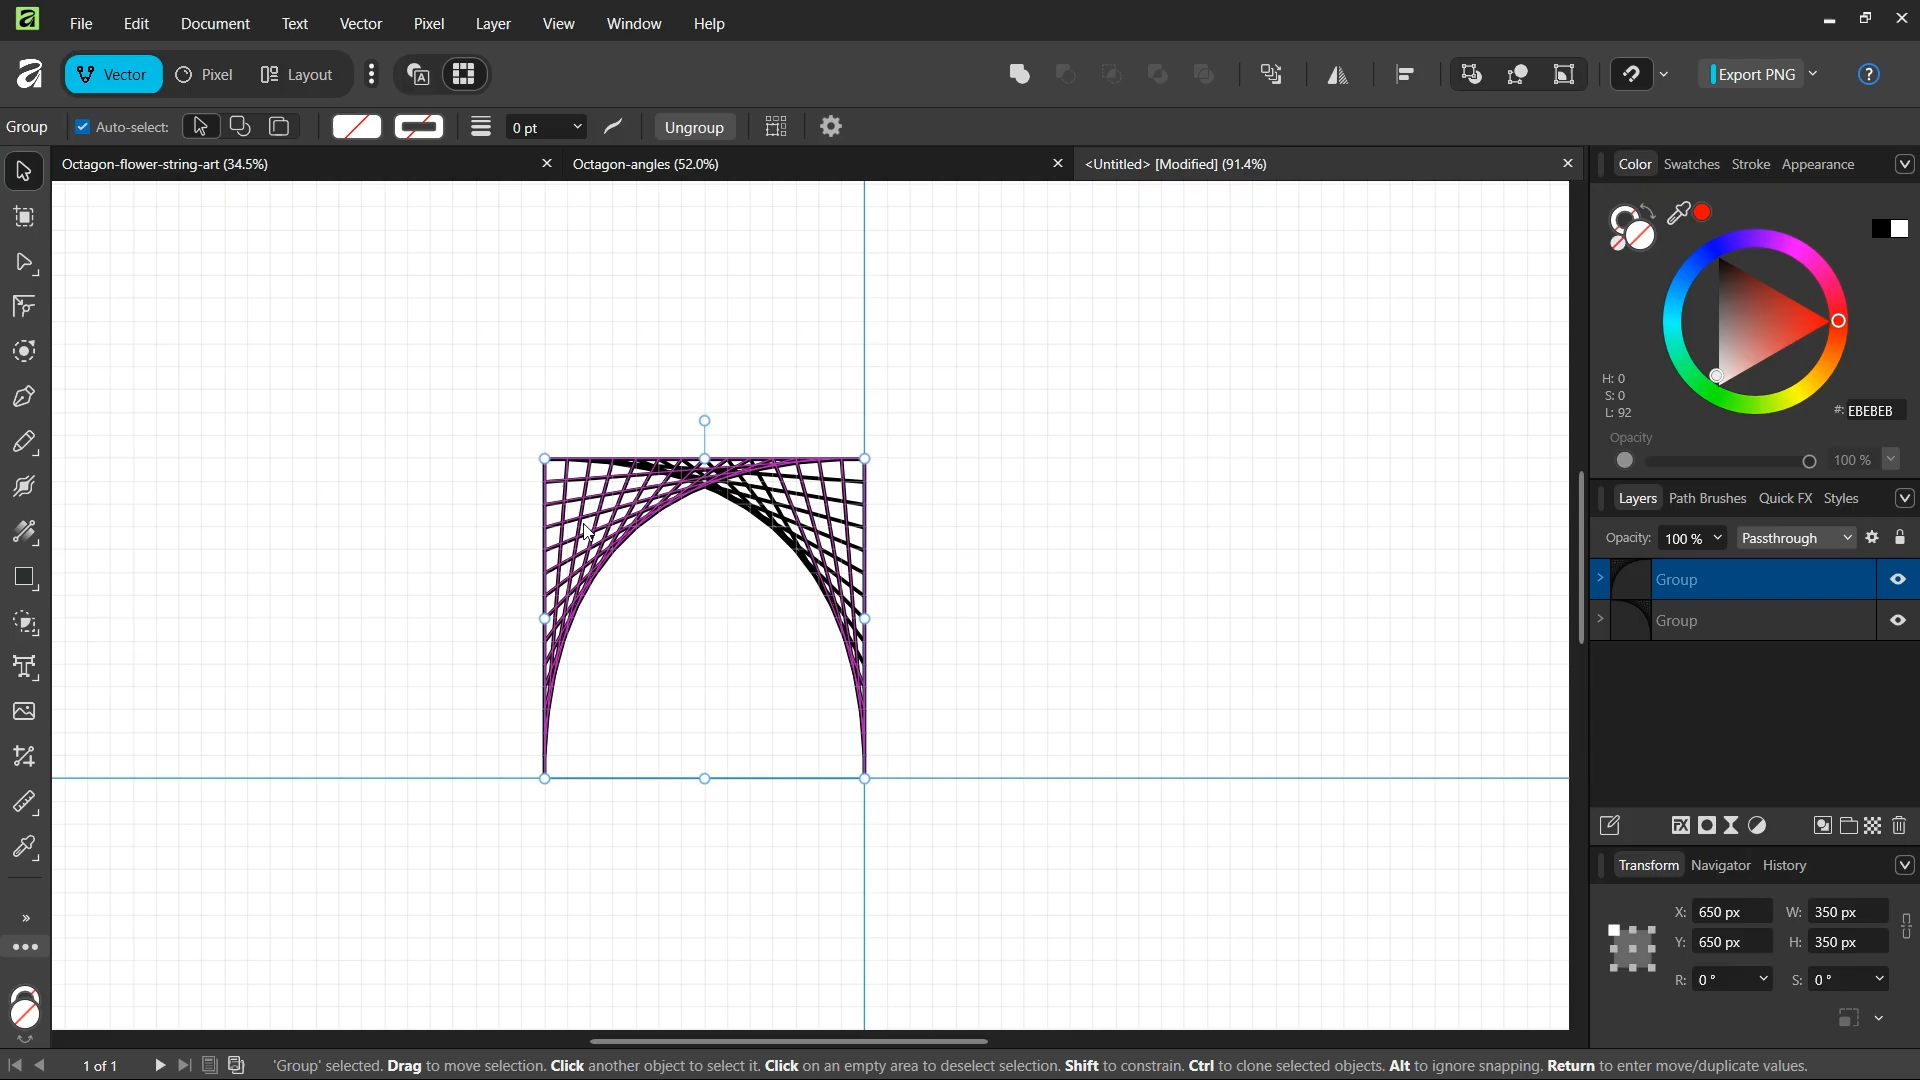 File Edit Document Text Vector Pixel Layer View Window Help
Vector Pixel Layout Export PNG
Group Auto-select: 0 pt Ungroup
Octagon-flower-string-art (34.5%) Octagon-angles (52.0%) <Untitled> [Modified] (91.4%)
Color Swatches Stroke Appearance
H: 0
S: 0
L: 92
#: EBEBEB
Opacity
100 %
Layers Path Brushes Quick FX Styles
Opacity: 100 % Passthrough
Group
Group
Transform Navigator History
X: 650 px W: 350 px
Y: 650 px H: 350 px
R: 0 ° S: 0 °
1 of 1 'Group' selected. Drag to move selection. Click another object to select it. Click on an empty area to deselect selection. Shift to constrain. Ctrl to clone selected objects. Alt to ignore snapping. Return to enter move/duplicate values.